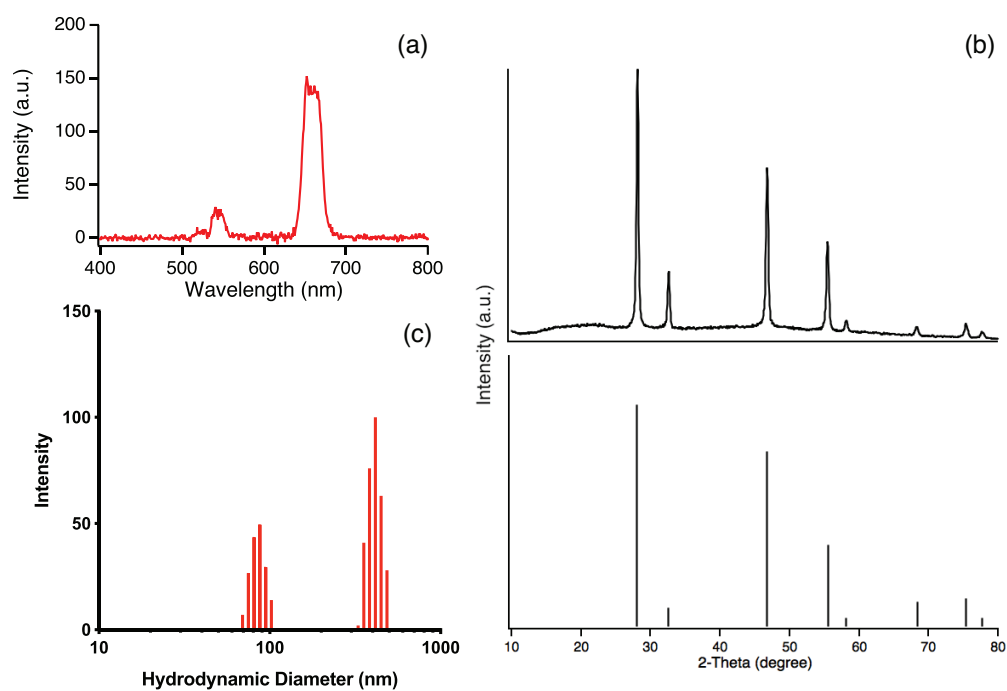 (a)
200
150
100
50
0
Intensity (a.u.)
400 500 600 700 800
Wavelength (nm)
(b)
Intensity (a.u.)
10 20 30 40 50 60 70 80
2-Theta (degree)
(c)
150
100
50
0
Intensity
10 100 1000
Hydrodynamic Diameter (nm)